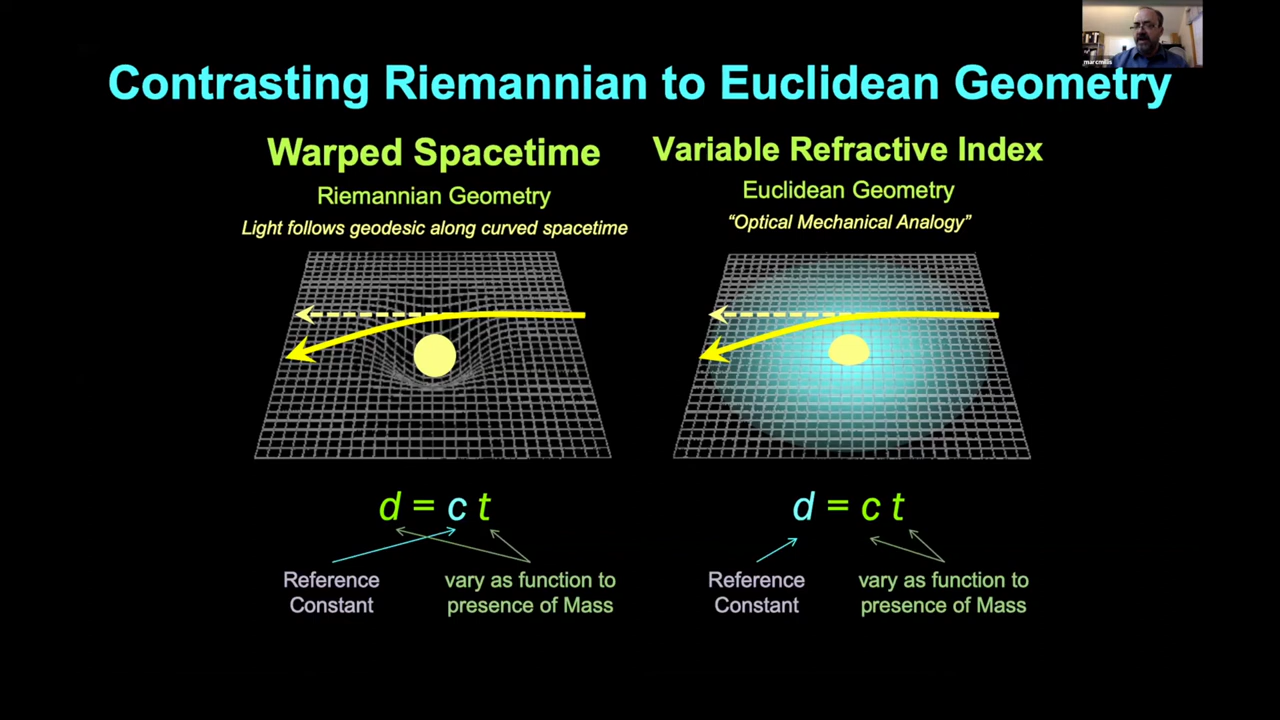 marcmillis
Contrasting Riemannian to Euclidean Geometry
Warped Spacetime
Riemannian Geometry
Light follows geodesic along curved spacetime
Variable Refractive Index
Euclidean Geometry
“Optical Mechanical Analogy”
d = c t
Reference
Constant
vary as function to
presence of Mass
d = c t
Reference
Constant
vary as function to
presence of Mass